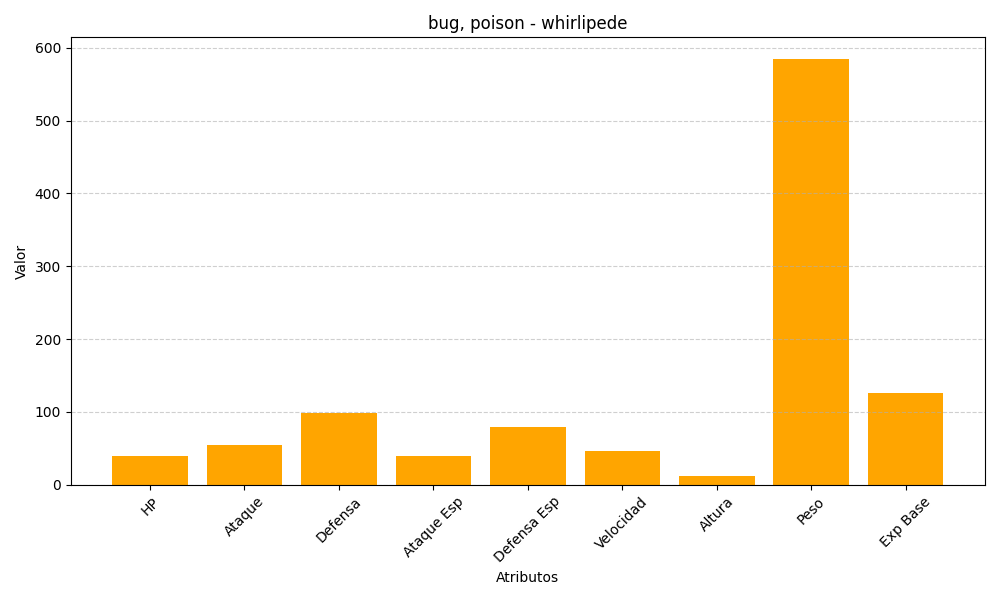 bug, poison - whirlipede
Valor
600
500
400
300
200
100
0
HP
Ataque
Defensa
Ataque Esp
Defensa Esp
Velocidad
Altura
Peso
Exp Base
Atributos